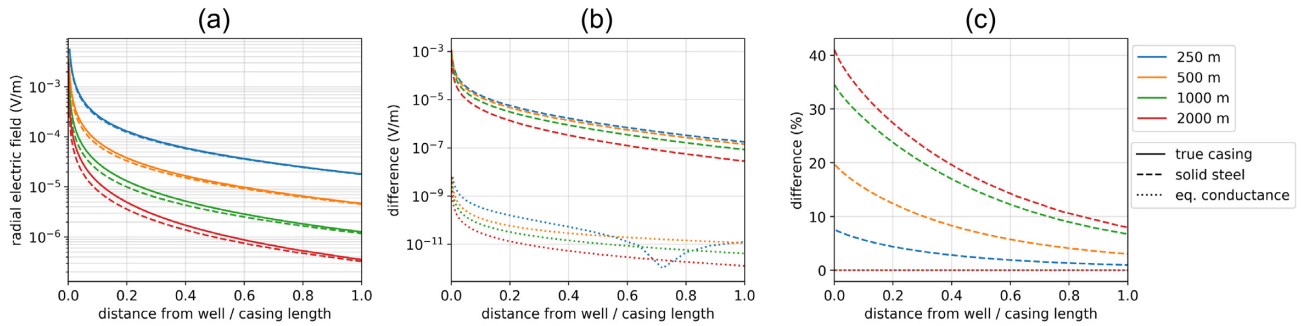 (a)
10⁻³
10⁻⁴
10⁻⁵
10⁻⁶
radial electric field (V/m)
0.0 0.2 0.4 0.6 0.8 1.0
distance from well / casing length
(b)
10⁻³
10⁻⁵
10⁻⁷
10⁻⁹
10⁻¹¹
difference (V/m)
0.0 0.2 0.4 0.6 0.8 1.0
distance from well / casing length
(c)
40
30
20
10
0
difference (%)
0.0 0.2 0.4 0.6 0.8 1.0
distance from well / casing length
250 m
500 m
1000 m
2000 m
true casing
solid steel
eq. conductance